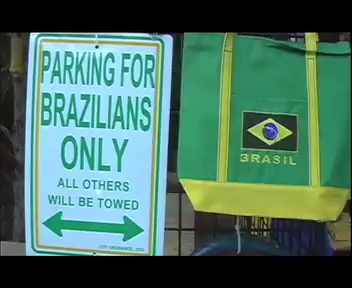 PARKING FOR
BRAZILIANS
ONLY
ALL OTHERS
WILL BE TOWED
BRASIL